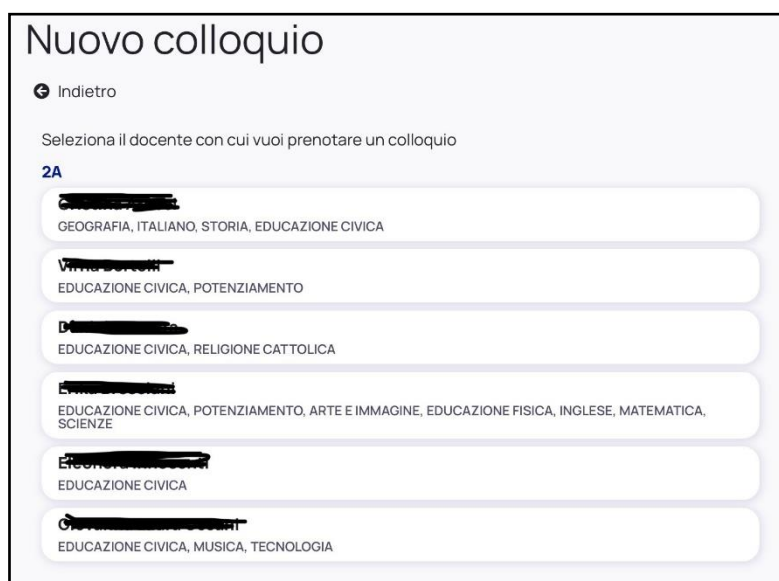 Nuovo colloquio
Indietro
Seleziona il docente con cui vuoi prenotare un colloquio
2A
GEOGRAFIA, ITALIANO, STORIA, EDUCAZIONE CIVICA
EDUCAZIONE CIVICA, POTENZIAMENTO
EDUCAZIONE CIVICA, RELIGIONE CATTOLICA
EDUCAZIONE CIVICA, POTENZIAMENTO, ARTE E IMMAGINE, EDUCAZIONE FISICA, INGLESE, MATEMATICA,
SCIENZE
EDUCAZIONE CIVICA
EDUCAZIONE CIVICA, MUSICA, TECNOLOGIA